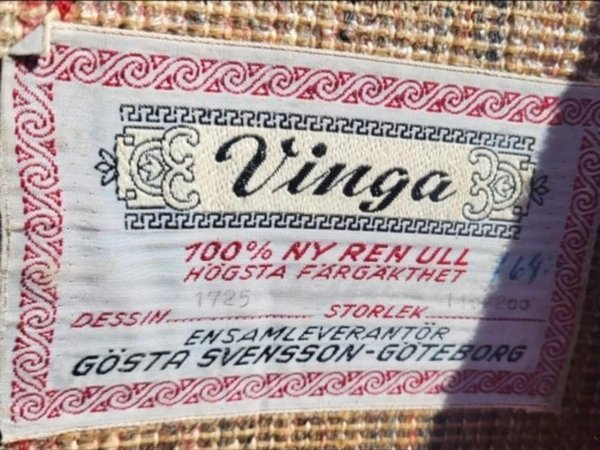 Vinga
100% NY REN ULL
HÖGSTA FÄRGÄKTHET
DESSIN 1725 STORLEK
ENSAMLEVERANTÖR
GÖSTA SVENSSON-GÖTEBORG